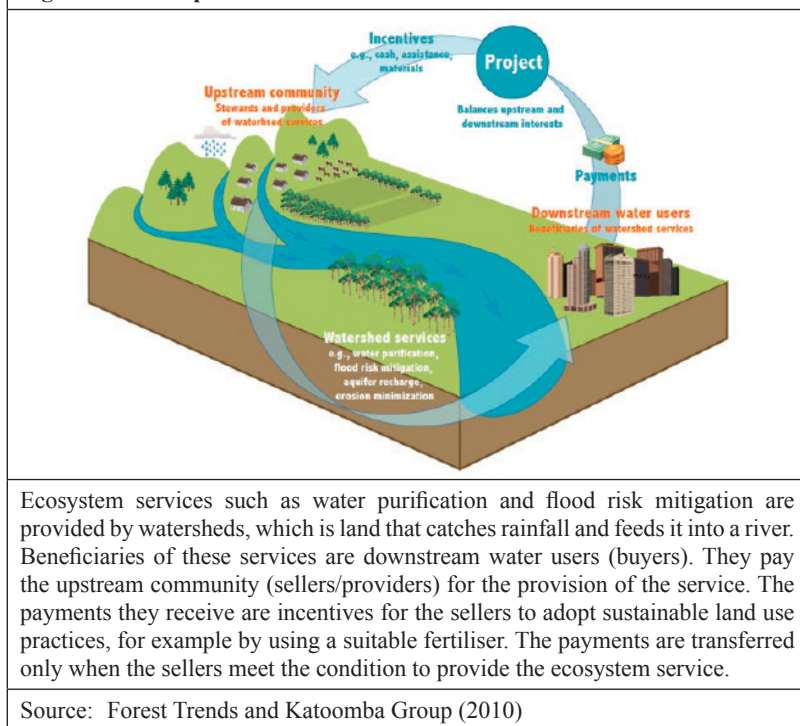 Incentives
e.g., cash, assistance,
materials
Project
Balances upstream and
downstream interests
Upstream community
Stewards and providers
of waterhsed services
Payments
Downstream water users
Beneficiaries of watershed services
Watershed services
e.g., water purification,
flood risk mitigation,
aquifer recharge,
erosion minimization
Ecosystem services such as water purification and flood risk mitigation are
provided by watersheds, which is land that catches rainfall and feeds it into a river.
Beneficiaries of these services are downstream water users (buyers). They pay
the upstream community (sellers/providers) for the provision of the service. The
payments they receive are incentives for the sellers to adopt sustainable land use
practices, for example by using a suitable fertiliser. The payments are transferred
only when the sellers meet the condition to provide the ecosystem service.
Source: Forest Trends and Katoomba Group (2010)